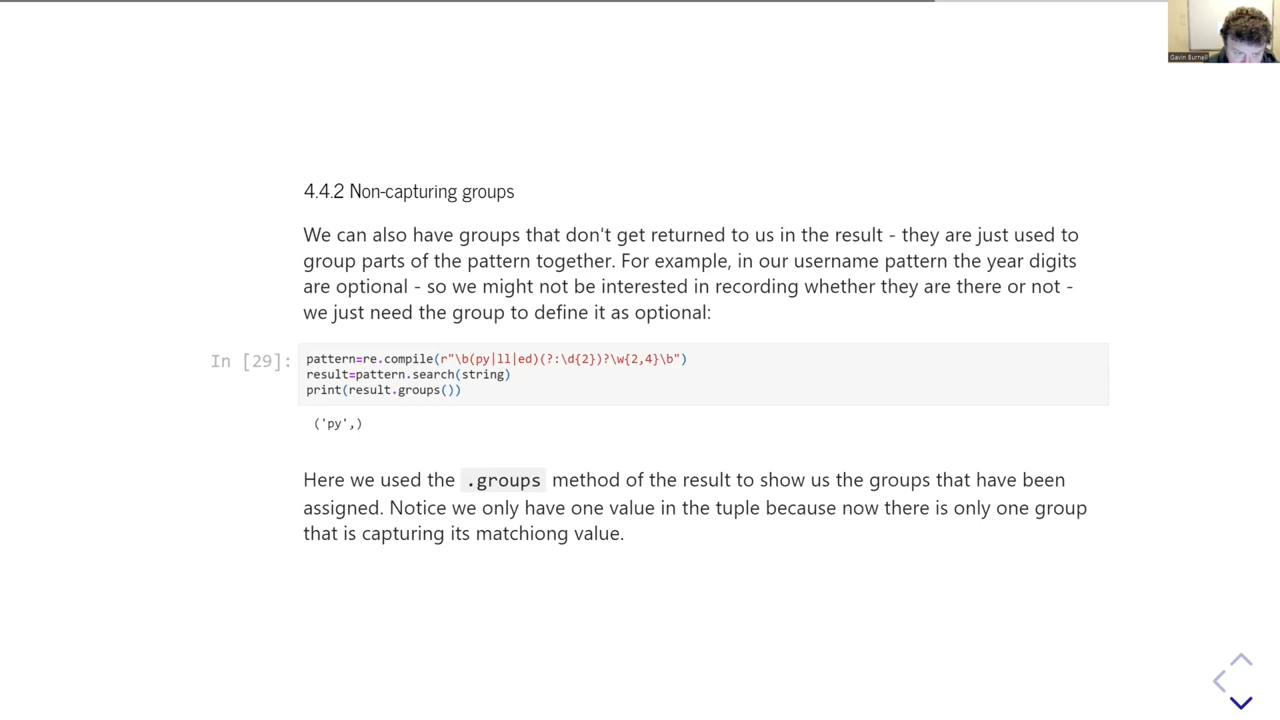 Gavin Burnell
4.4.2 Non-capturing groups
We can also have groups that don't get returned to us in the result - they are just used to
group parts of the pattern together. For example, in our username pattern the year digits
are optional - so we might not be interested in recording whether they are there or not -
we just need the group to define it as optional:
In [29]:
pattern=re.compile(r"\b(py|ll|ed)(?:\d{2})?\w{2,4}\b")
result=pattern.search(string)
print(result.groups())
('py',)
Here we used the .groups method of the result to show us the groups that have been
assigned. Notice we only have one value in the tuple because now there is only one group
that is capturing its matchiong value.